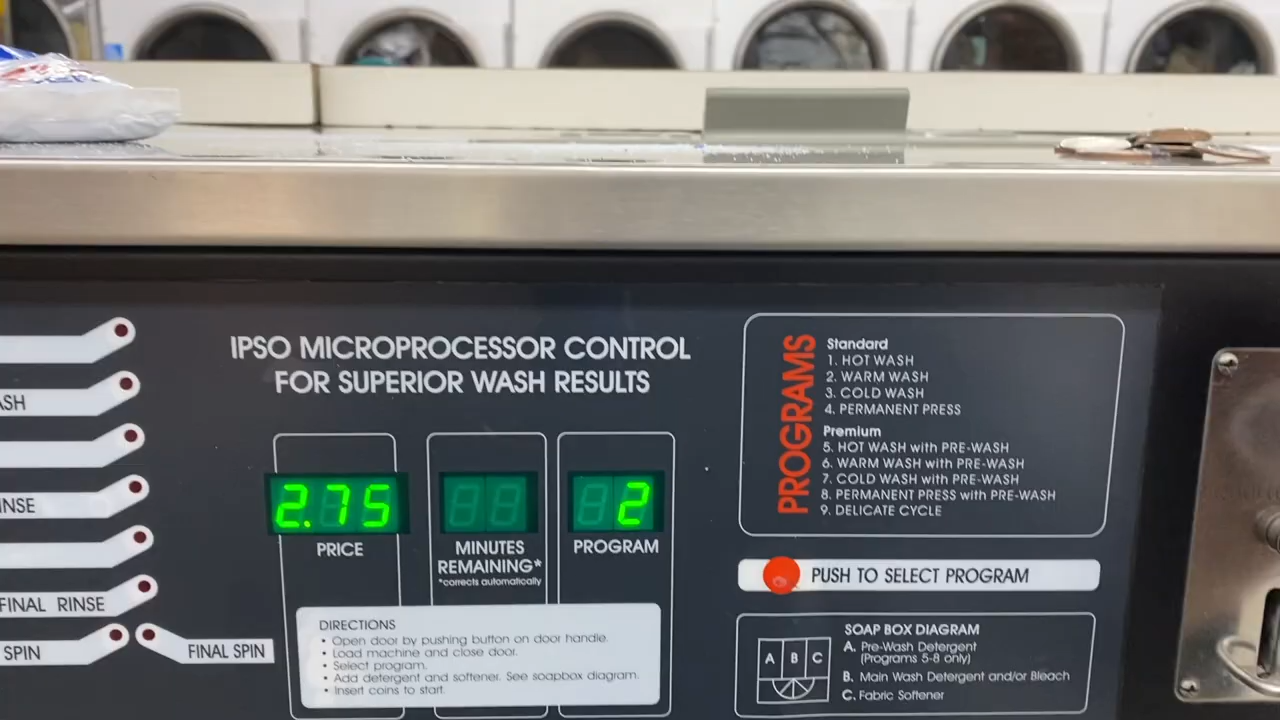 ASH
INSE
FINAL RINSE
SPIN
FINAL SPIN
IPSO MICROPROCESSOR CONTROL
FOR SUPERIOR WASH RESULTS
2.75
PRICE
MINUTES
REMAINING*
*corrects automatically
2
PROGRAM
DIRECTIONS
• Open door by pushing button on door handle.
• Load machine and close door.
• Select program.
• Add detergent and softener. See soapbox diagram.
• Insert coins to start.
PROGRAMS
Standard
1. HOT WASH
2. WARM WASH
3. COLD WASH
4. PERMANENT PRESS
Premium
5. HOT WASH with PRE-WASH
6. WARM WASH with PRE-WASH
7. COLD WASH with PRE-WASH
8. PERMANENT PRESS with PRE-WASH
9. DELICATE CYCLE
PUSH TO SELECT PROGRAM
SOAP BOX DIAGRAM
A B C
A. Pre-Wash Detergent
(Programs 5-8 only)
B. Main Wash Detergent and/or Bleach
C. Fabric Softener